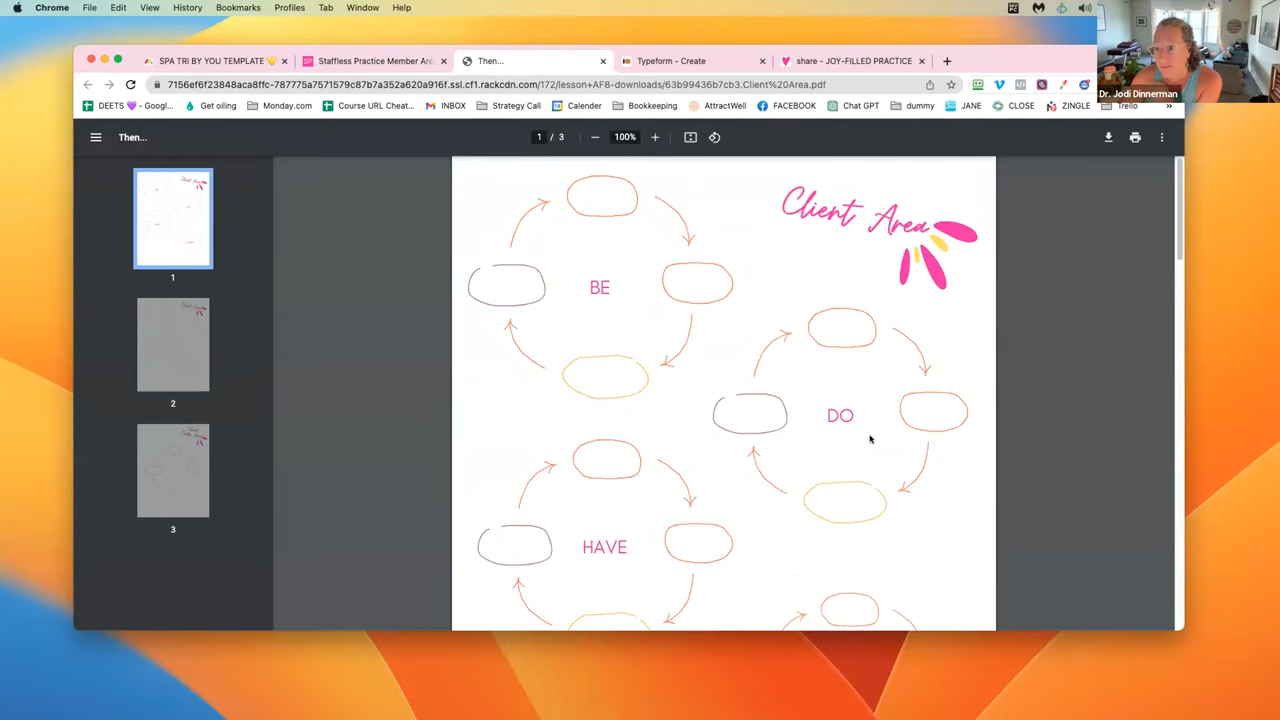 Chrome File Edit View History Bookmarks Profiles Tab Window Help
SPA TRI BY YOU TEMPLATE
Staffless Practice Member Are
Then...
Typeform - Create
share - JOY-FILLED PRACTICE
7156ef6f23848aca8ffc-787775a7571579c87b7a352a620a916f.ssl.cf1.rackcdn.com/172/lesson+AF8-downloads/63b99436b7cb3.Client%20Area.pdf
Dr. Jodi Dinnerman
DEETS 💜 - Googl... Get oiling Monday.com Course URL Cheat... INBOX Strategy Call Calendar Bookkeeping AttractWell FACEBOOK Chat GPT dummy JANE CLOSE ZINGLE Trello »
Then... 1 / 3 100%
Client Area
BE
DO
HAVE
1
2
3